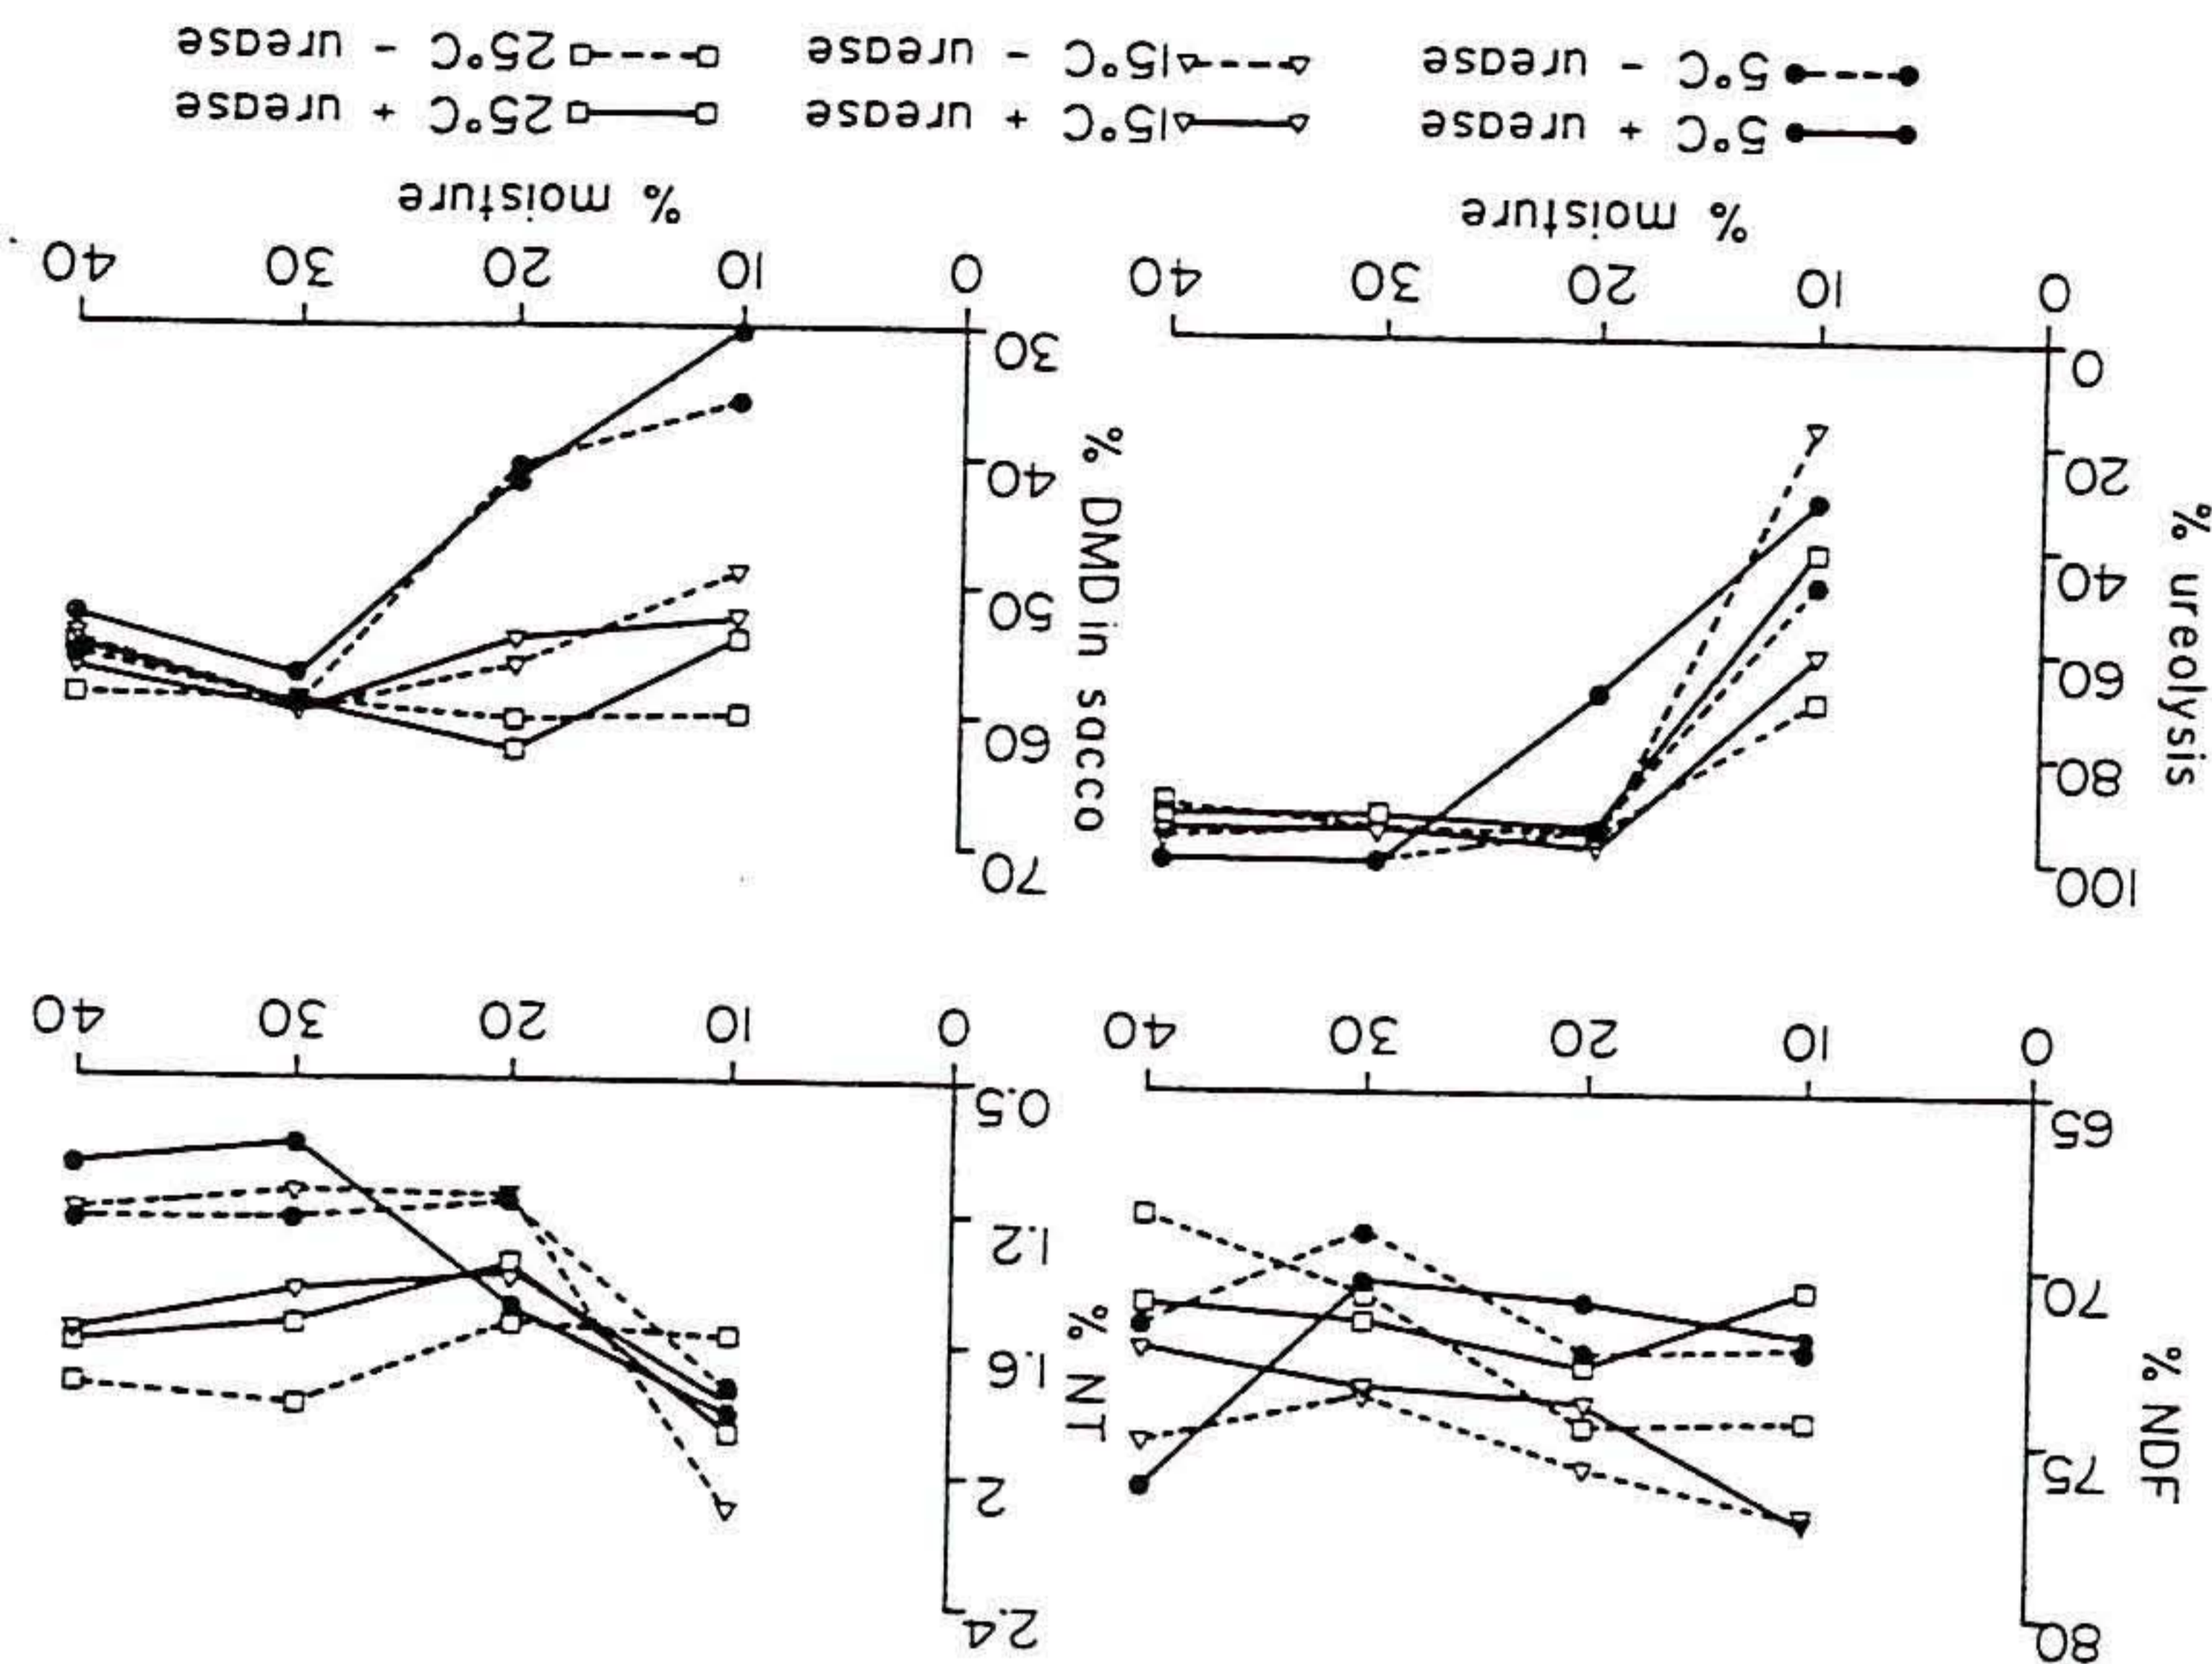 % NDF
80
75
70
65
0 10 20 30 40
% NT
2.4
2
1.6
1.2
0.5
0 10 20 30 40
% ureolysis
100
80
60
40
20
0
0 10 20 30 40
% moisture
% DMD in sacco
70
60
50
40
30
0 10 20 30 40
% moisture
5°C + urease
15°C + urease
25°C + urease
5°C - urease
15°C - urease
25°C - urease